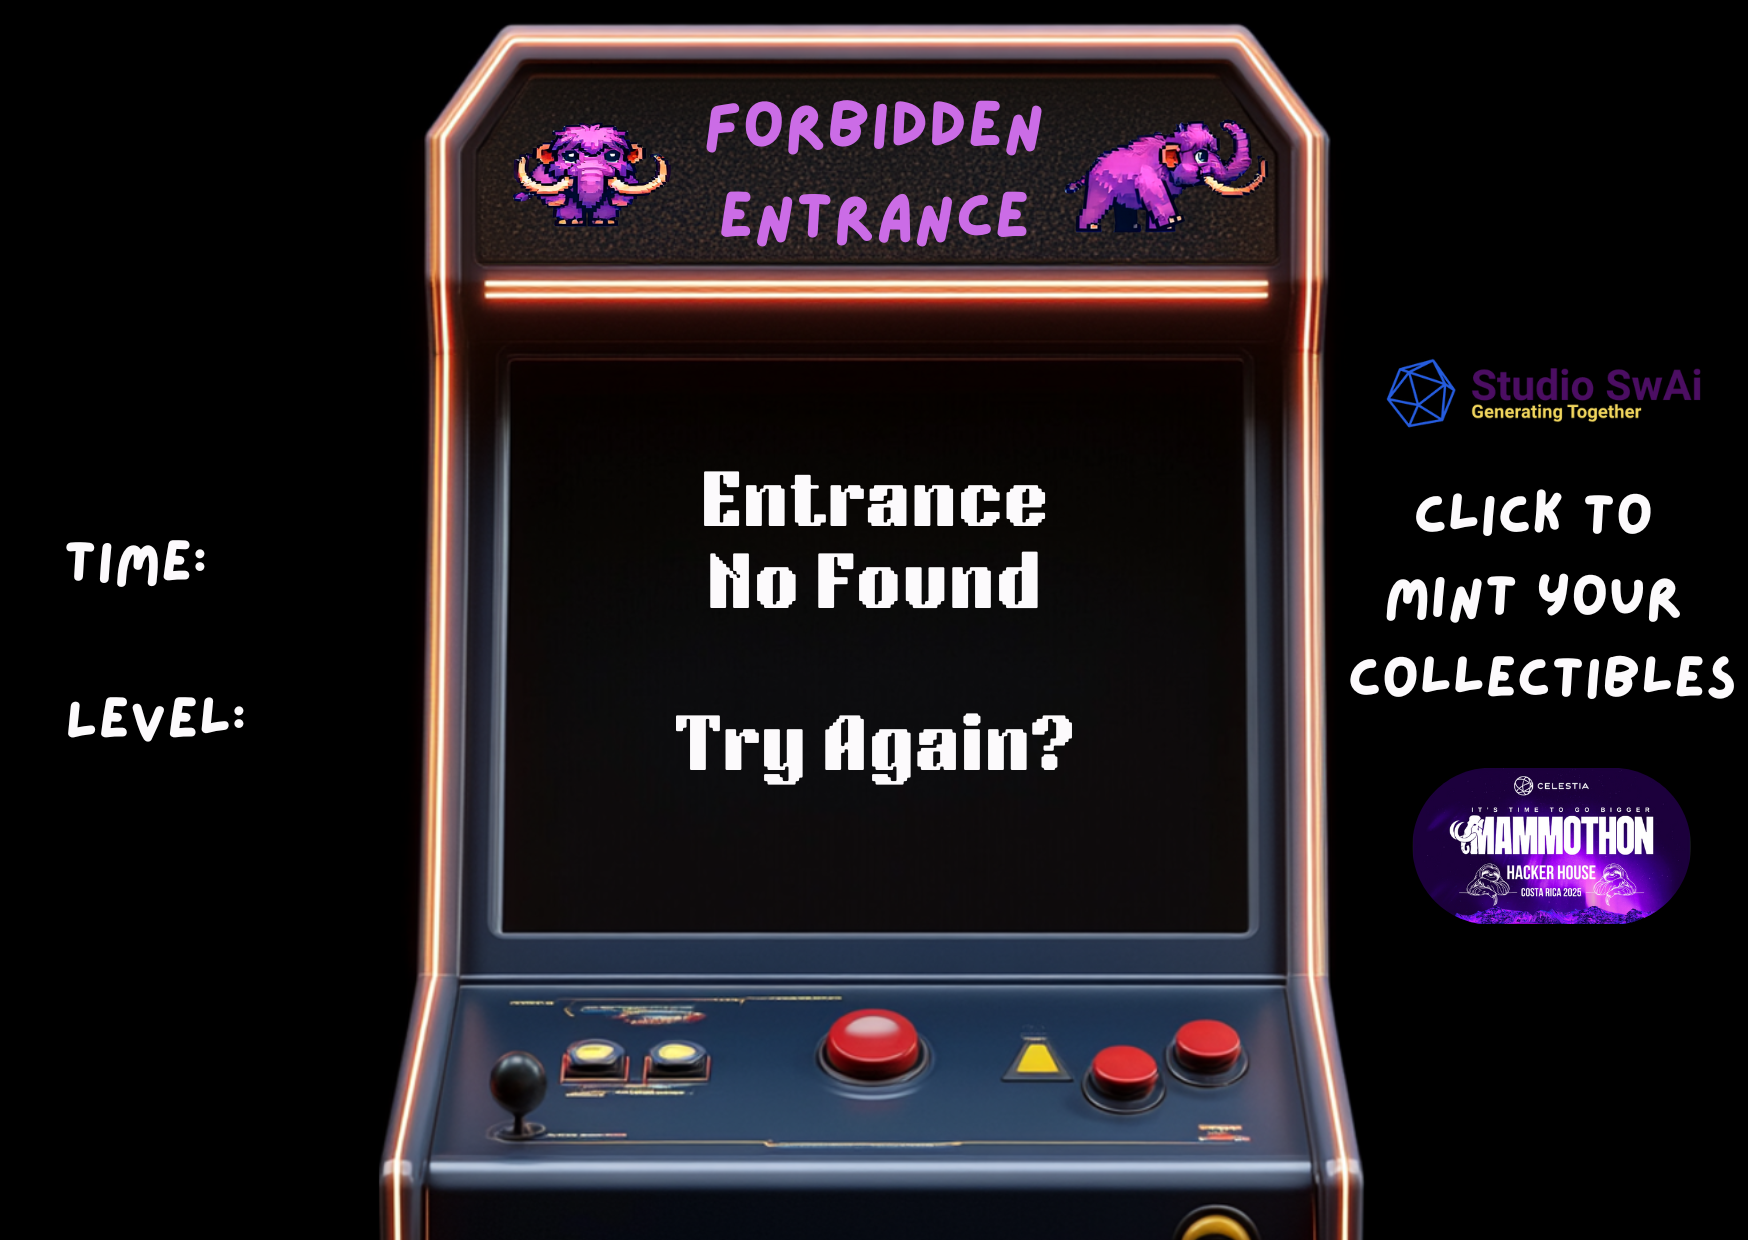 FORBIDDEN
ENTRANCE
Entrance
No Found
Try Again?
TIME:
LEVEL:
Studio SwAi
Generating Together
CLICK TO
MINT YOUR
COLLECTIBLES
CELESTIA
IT'S TIME TO GO BIGGER
MAMMOTHON
HACKER HOUSE
COSTA RICA 2025